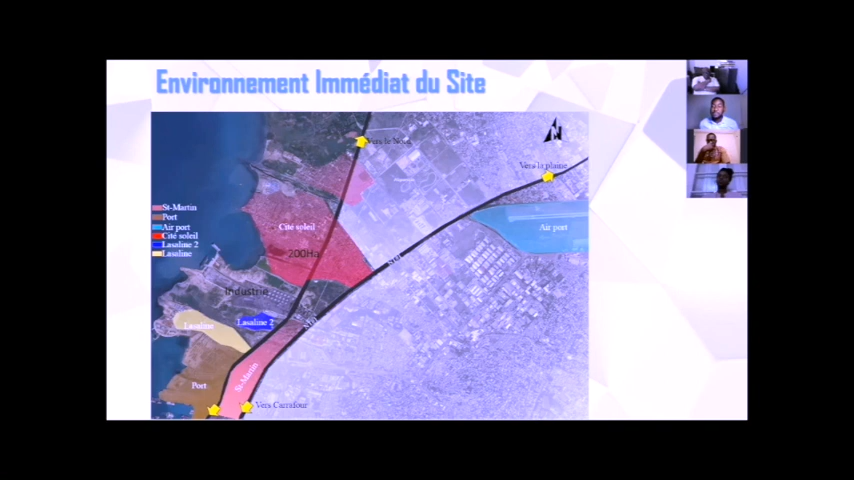 Environnement Immédiat du Site
N
Vers le Nord
Vers la plaine
St-Martin
Port
Air port
Cité soleil
Lasaline 2
Lasaline
Cité soleil
Air port
200Ha
Industrie
Lasaline
Lasaline 2
St-Martin
Port
Vers Carrafour